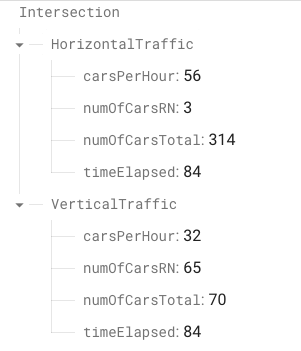 Intersection
HorizontalTraffic
carsPerHour: 56
numOfCarsRN: 3
numOfCarsTotal: 314
timeElapsed: 84
VerticalTraffic
carsPerHour: 32
numOfCarsRN: 65
numOfCarsTotal: 70
timeElapsed: 84